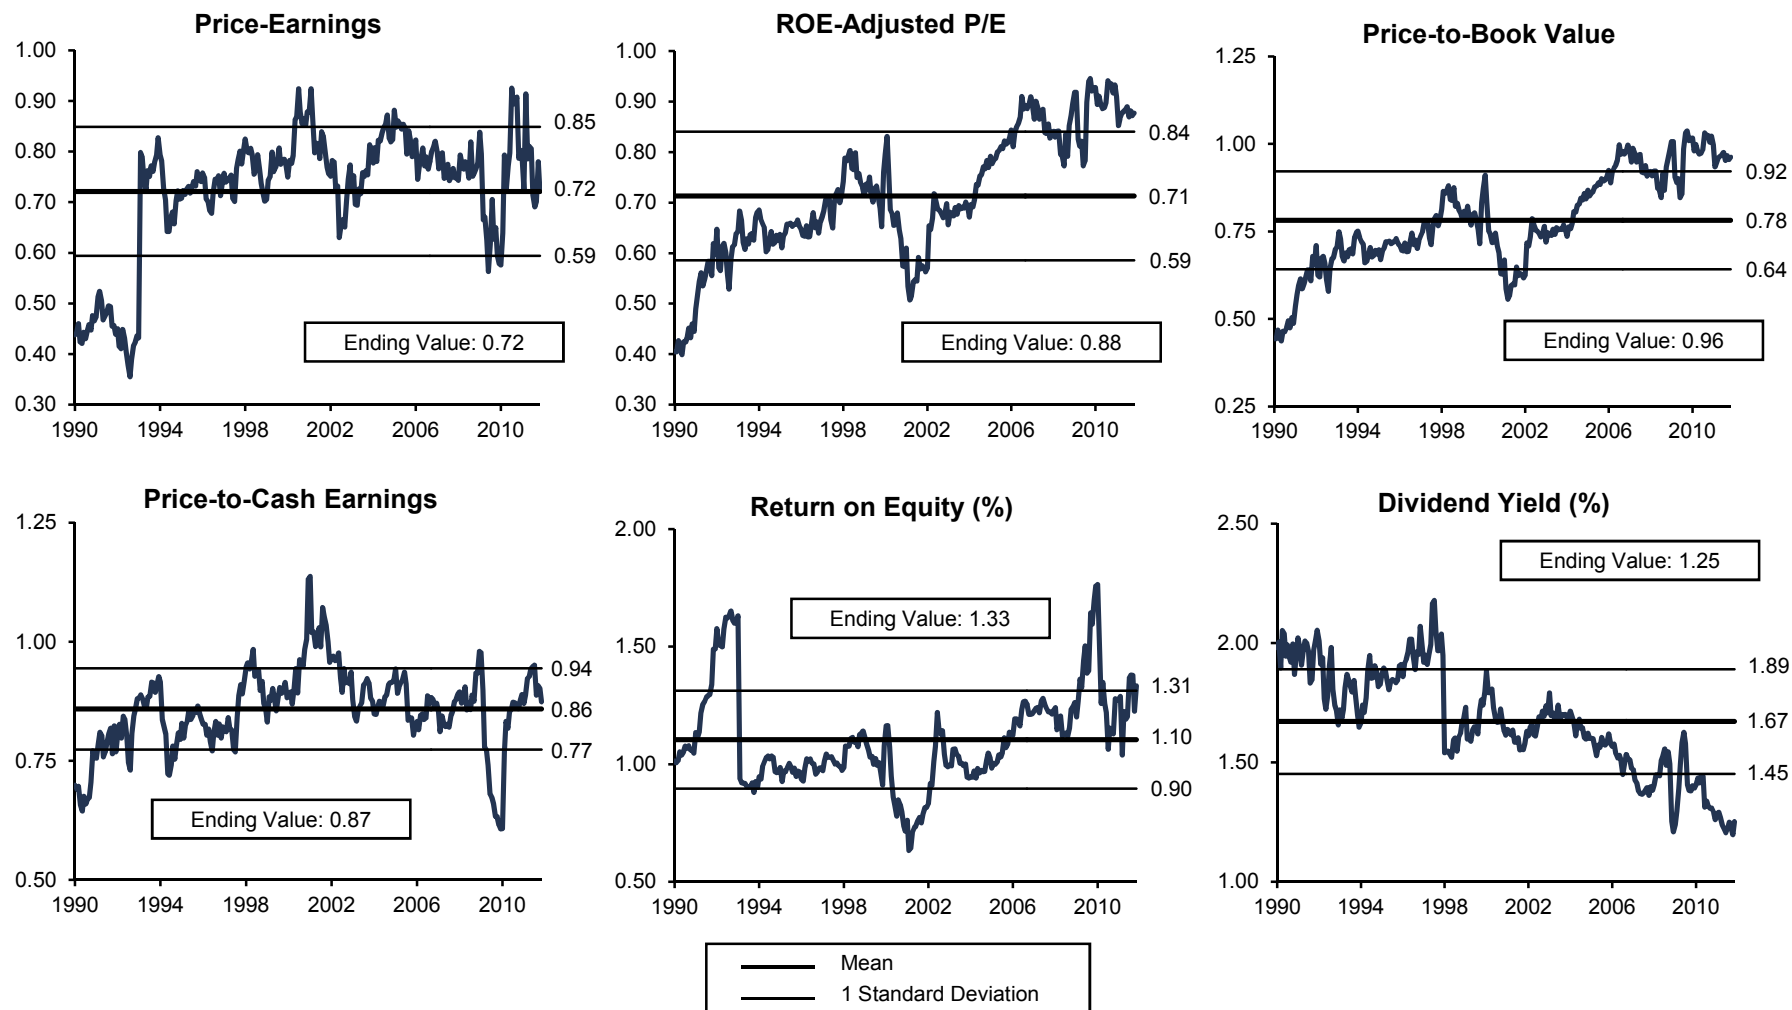 Price-Earnings
1.00
0.90
0.80
0.70
0.60
0.50
0.40
0.30
0.85
0.72
0.59
Ending Value: 0.72
1990 1994 1998 2002 2006 2010
ROE-Adjusted P/E
1.00
0.90
0.80
0.70
0.60
0.50
0.40
0.30
0.84
0.71
0.59
Ending Value: 0.88
1990 1994 1998 2002 2006 2010
Price-to-Book Value
1.25
1.00
0.75
0.50
0.25
0.92
0.78
0.64
Ending Value: 0.96
1990 1994 1998 2002 2006 2010
Price-to-Cash Earnings
1.25
1.00
0.75
0.50
0.94
0.86
0.77
Ending Value: 0.87
1990 1994 1998 2002 2006 2010
Return on Equity (%)
2.00
1.50
1.00
0.50
Ending Value: 1.33
1.31
1.10
0.90
1990 1994 1998 2002 2006 2010
Dividend Yield (%)
2.50
2.00
1.50
1.00
Ending Value: 1.25
1.89
1.67
1.45
1990 1994 1998 2002 2006 2010
Mean
1 Standard Deviation